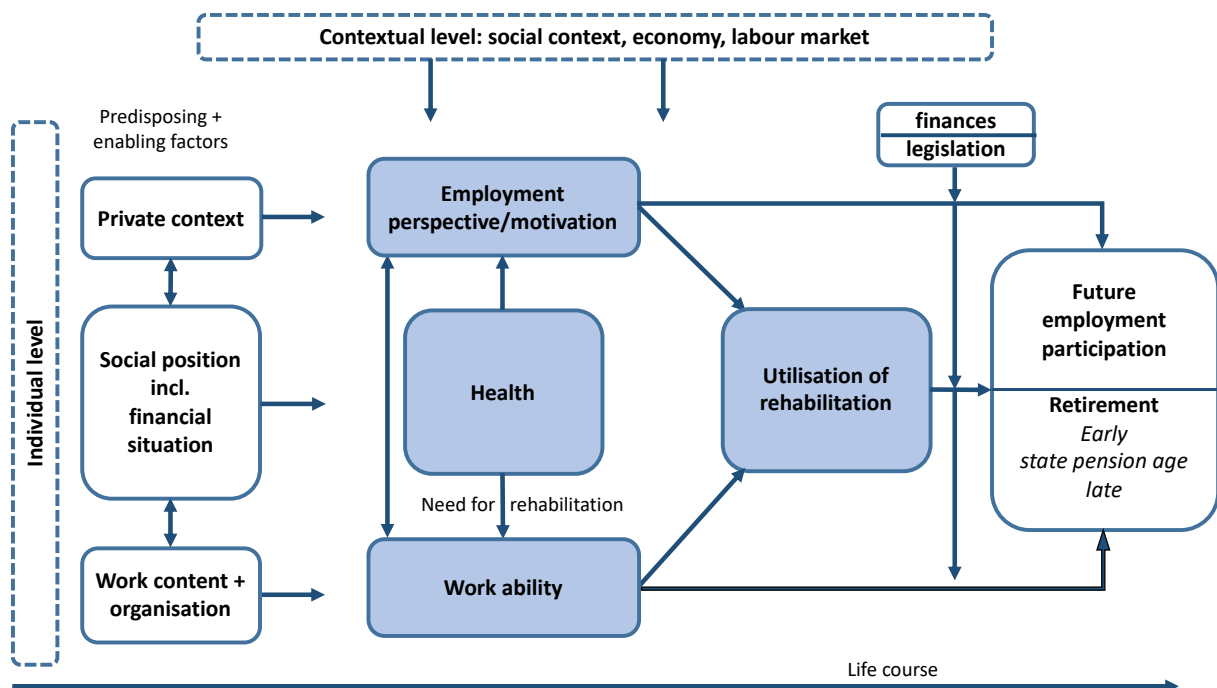 Contextual level: social context, economy, labour market
Predisposing +
enabling factors
finances
legislation
Individual level
Private context
Employment
perspective/motivation
Social position
incl.
financial
situation
Health
Utilisation of
rehabilitation
Future
employment
participation
Retirement
Early
state pension age
late
Need for rehabilitation
Work content +
organisation
Work ability
Life course